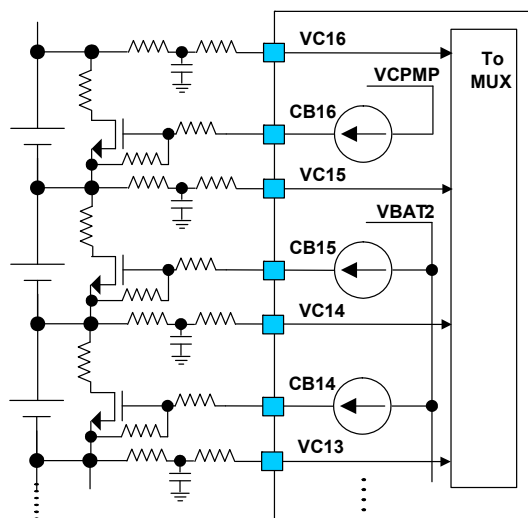 VC16
To
MUX
VCPMP
CB16
VC15
VBAT2
CB15
VC14
CB14
VC13